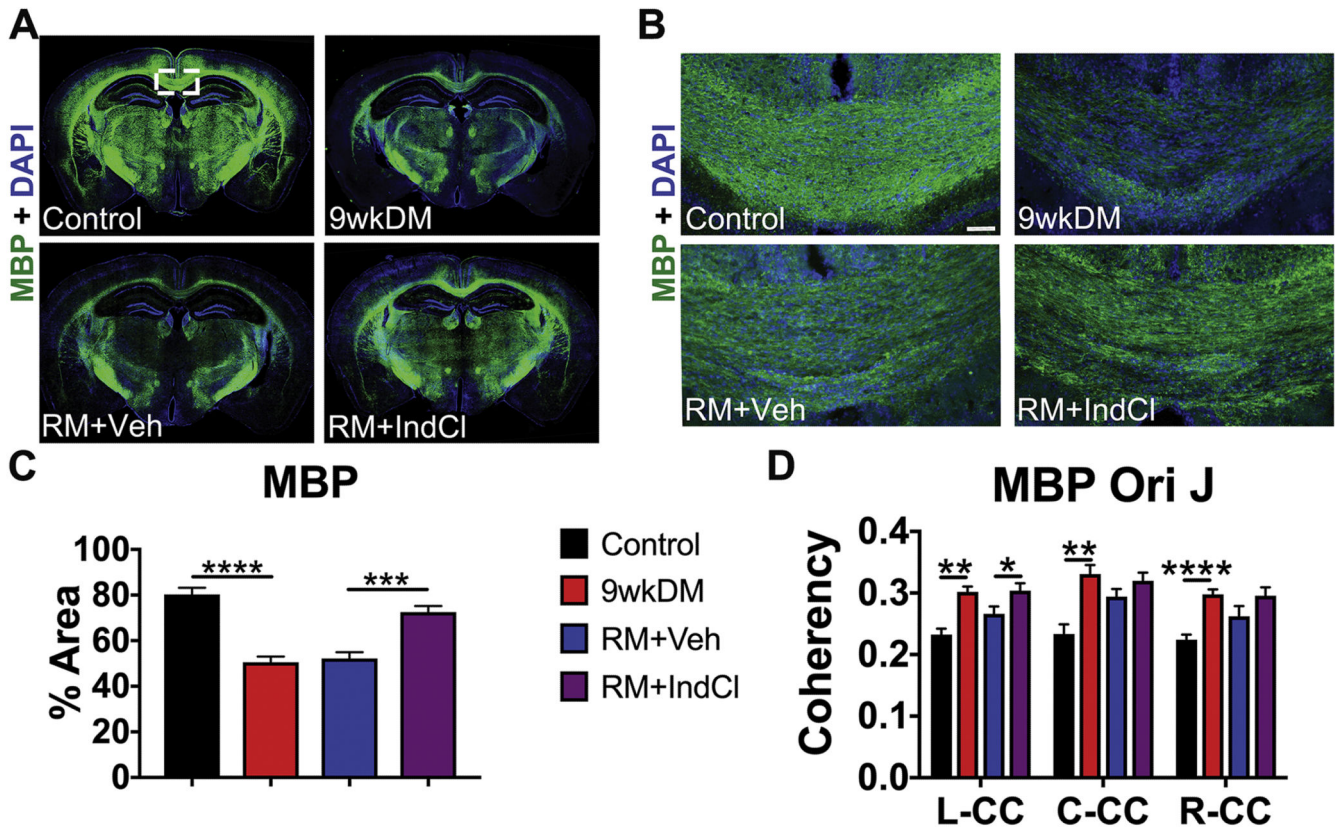 A
MBP + DAPI
Control
9wkDM
RM+Veh
RM+IndCl
B
MBP + DAPI
Control
9wkDM
RM+Veh
RM+IndCl
C
MBP
% Area
100
80
60
40
20
0
****
***
Control
9wkDM
RM+Veh
RM+IndCl
D
MBP Ori J
Coherency
0.4
0.3
0.2
0.1
0.0
** * ** ****
L-CC C-CC R-CC